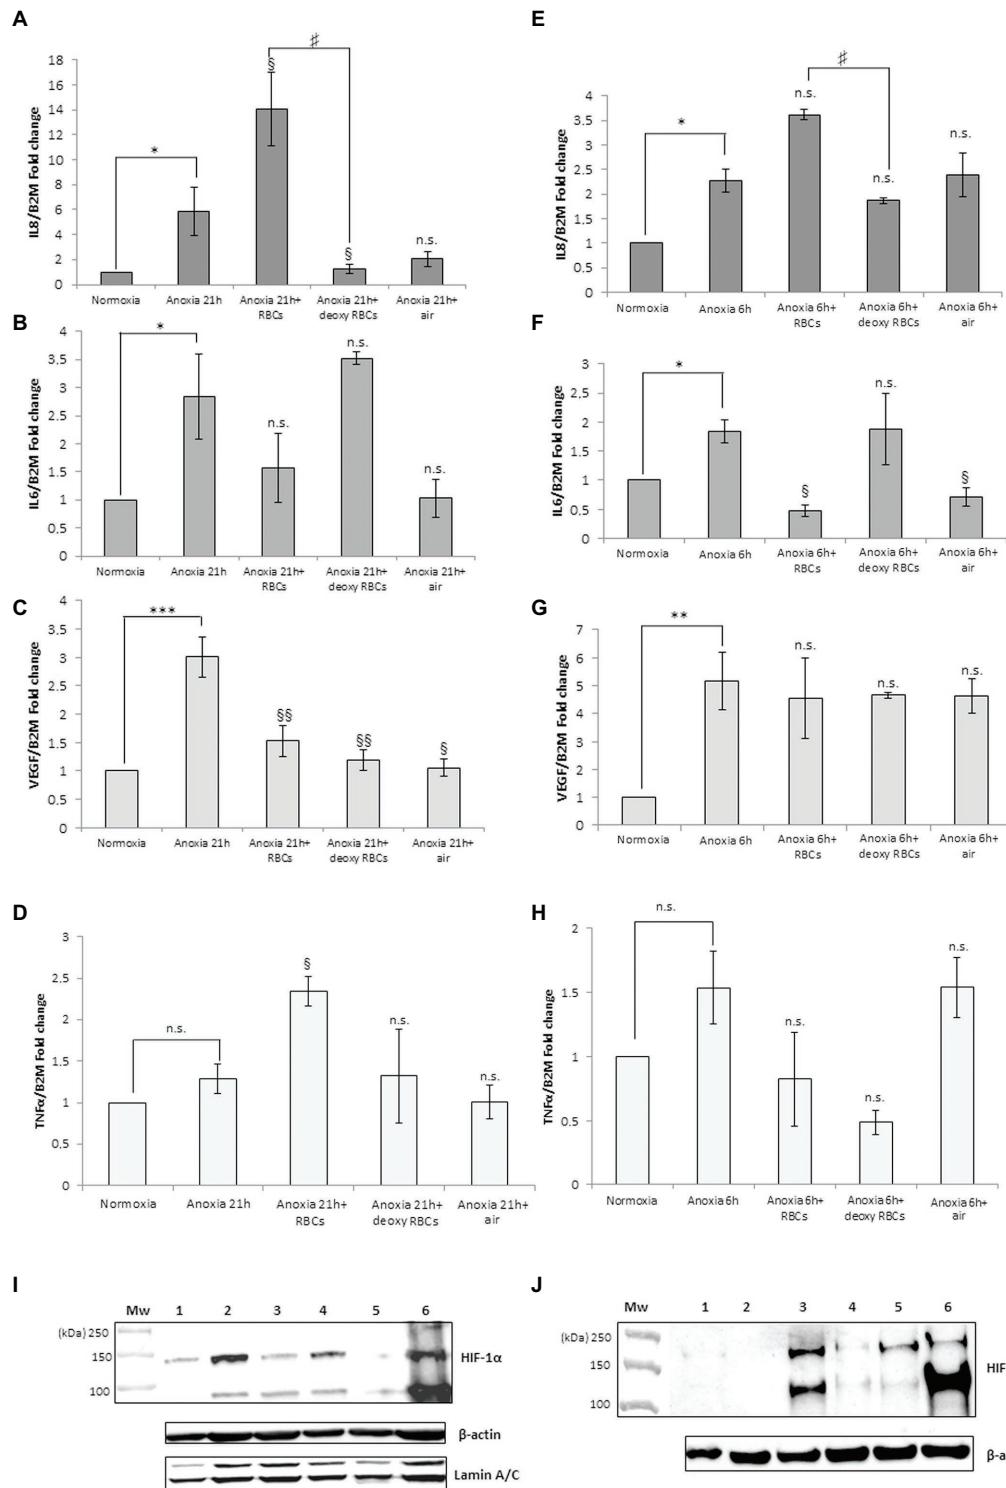 A
IL8/B2M Fold change
18
16
14
12
10
8
6
4
2
0
*
§
♯
§
n.s.
Normoxia
Anoxia 21h
Anoxia 21h+
RBCs
Anoxia 21h+
deoxy RBCs
Anoxia 21h+
air
B
IL6/B2M Fold change
4
3.5
3
2.5
2
1.5
1
0.5
0
*
n.s.
n.s.
n.s.
Normoxia
Anoxia 21h
Anoxia 21h+
RBCs
Anoxia 21h+
deoxy RBCs
Anoxia 21h+
air
C
VEGF/B2M Fold change
4
3.5
3
2.5
2
1.5
1
0.5
0
***
§§
§§
§
Normoxia
Anoxia 21h
Anoxia 21h+
RBCs
Anoxia 21h+
deoxy RBCs
Anoxia 21h+
air
D
TNFα/B2M Fold change
3
2.5
2
1.5
1
0.5
0
n.s.
§
n.s.
n.s.
Normoxia
Anoxia 21h
Anoxia 21h+
RBCs
Anoxia 21h+
deoxy RBCs
Anoxia 21h+
air
E
IL8/B2M Fold change
4
3.5
3
2.5
2
1.5
1
0.5
0
*
n.s.
♯
n.s.
n.s.
Normoxia
Anoxia 6h
Anoxia 6h+
RBCs
Anoxia 6h+
deoxy RBCs
Anoxia 6h+
air
F
IL6/B2M Fold change
3
2.5
2
1.5
1
0.5
0
*
§
n.s.
§
Normoxia
Anoxia 6h
Anoxia 6h+
RBCs
Anoxia 6h+
deoxy RBCs
Anoxia 6h+
air
G
VEGF/B2M Fold change
7
6
5
4
3
2
1
0
**
n.s.
n.s.
n.s.
Normoxia
Anoxia 6h
Anoxia 6h+
RBCs
Anoxia 6h+
deoxy RBCs
Anoxia 6h+
air
H
TNFα/B2M Fold change
2
1.5
1
0.5
0
n.s.
n.s.
n.s.
n.s.
Normoxia
Anoxia 6h
Anoxia 6h+
RBCs
Anoxia 6h+
deoxy RBCs
Anoxia 6h+
air
I
Mw 1 2 3 4 5 6
(kDa) 250
150
100
HIF-1α
β-actin
Lamin A/C
J
Mw 1 2 3 4 5 6
(kDa) 250
150
100
HIF
β-a